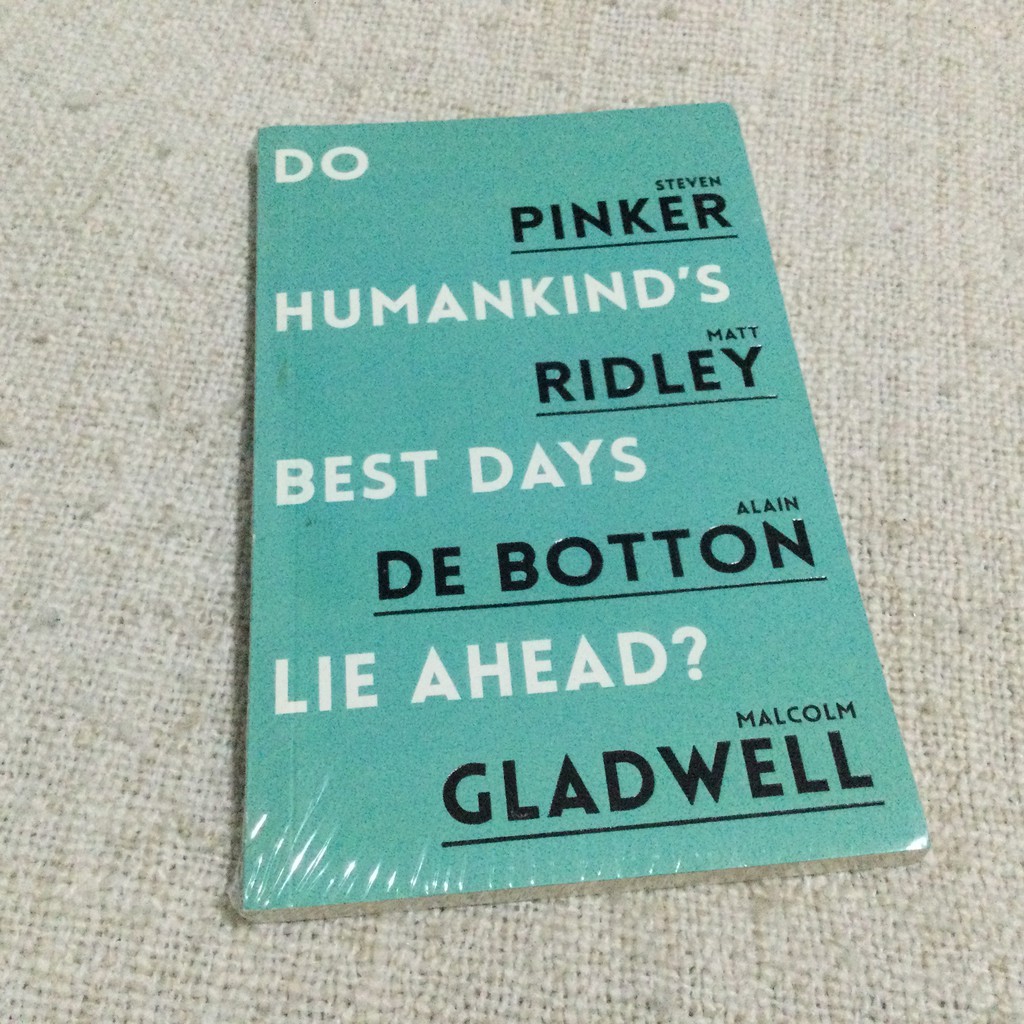 DO
STEVEN
PINKER
HUMANKIND'S
MATT
RIDLEY
BEST DAYS
ALAIN
DE BOTTON
LIE AHEAD?
MALCOLM
GLADWELL